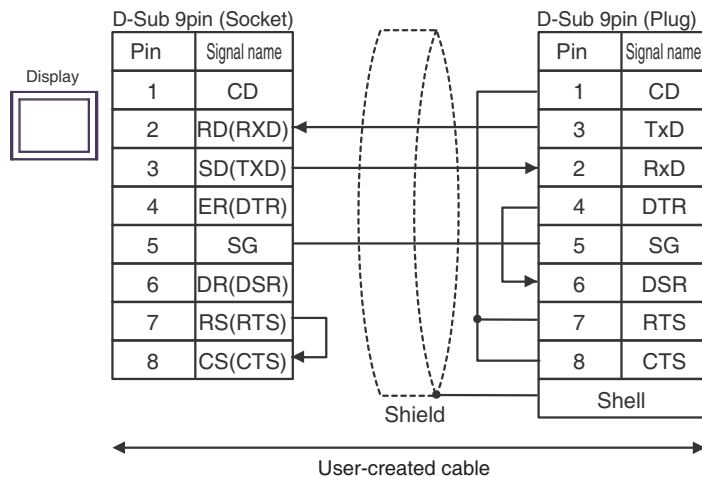 D-Sub 9pin (Socket)
D-Sub 9pin (Plug)
Display
Pin Signal name
1 CD
2 RD(RXD)
3 SD(TXD)
4 ER(DTR)
5 SG
6 DR(DSR)
7 RS(RTS)
8 CS(CTS)
Pin Signal name
1 CD
3 TxD
2 RxD
4 DTR
5 SG
6 DSR
7 RTS
8 CTS
Shell
Shield
User-created cable